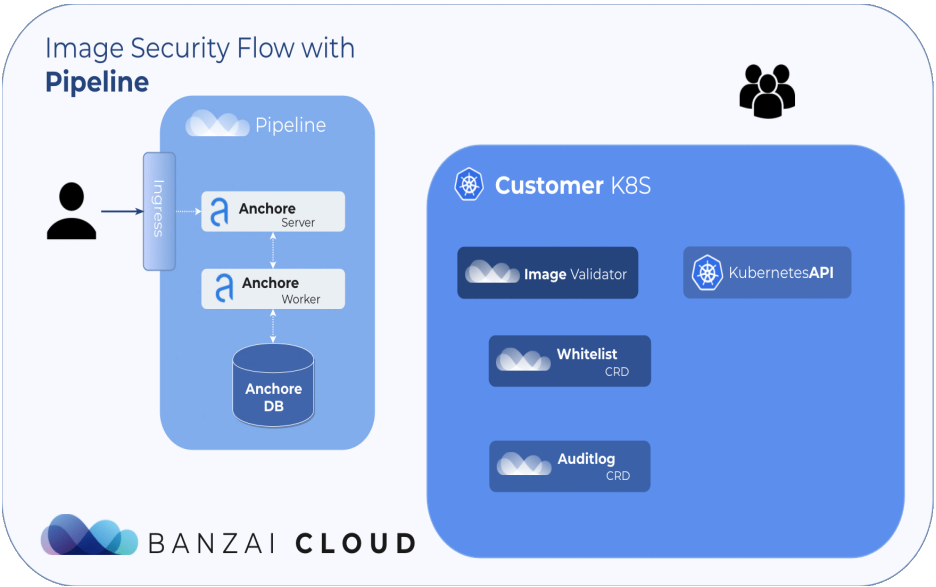 Image Security Flow with
Pipeline
Pipeline
Ingress
Anchore
Server
Anchore
Worker
Anchore
DB
Customer K8S
Image Validator
KubernetesAPI
Whitelist
CRD
Auditlog
CRD
BANZAI CLOUD